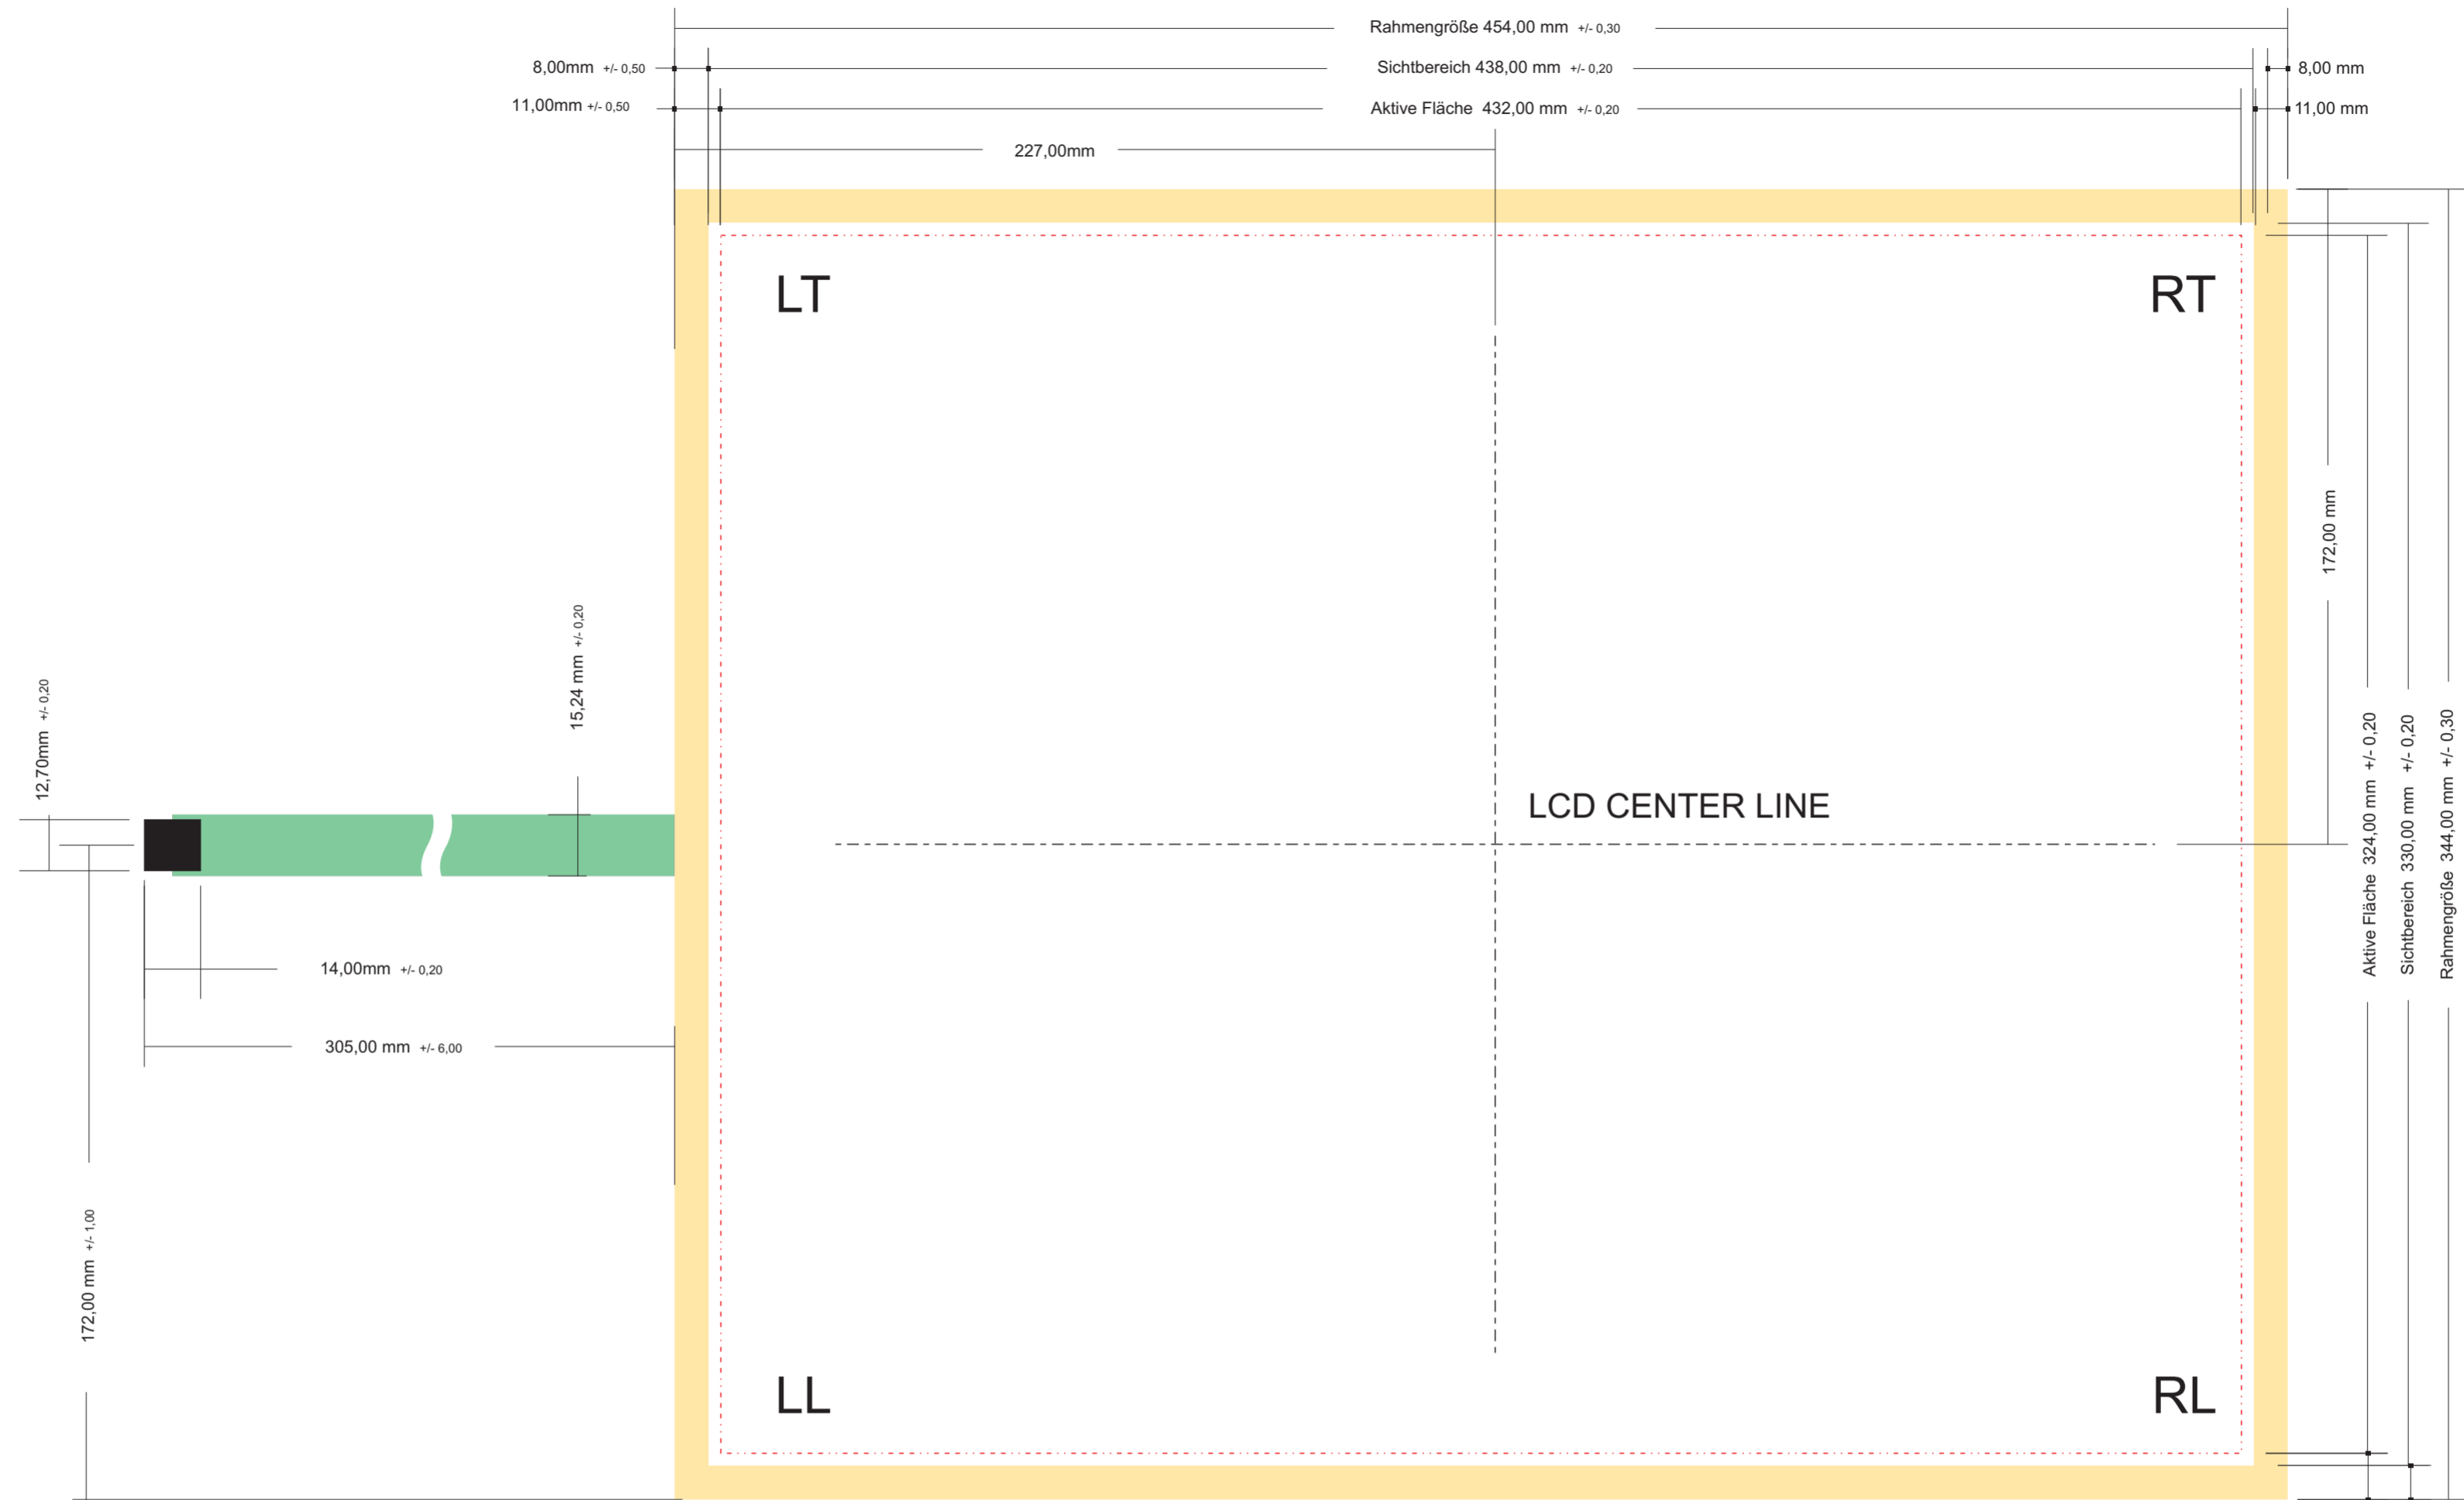 Rahmengröße 454,00 mm +/- 0,30
8,00mm +/- 0,50
Sichtbereich 438,00 mm +/- 0,20
8,00 mm
11,00mm +/- 0,50
Aktive Fläche 432,00 mm +/- 0,20
11,00 mm
227,00mm
LT
RT
172,00 mm
15,24 mm +/- 0,20
12,70mm +/- 0,20
LCD CENTER LINE
Aktive Fläche 324,00 mm +/- 0,20
Sichtbereich 330,00 mm +/- 0,20
Rahmengröße 344,00 mm +/- 0,30
14,00mm +/- 0,20
305,00 mm +/- 6,00
172,00 mm +/- 1,00
LL
RL